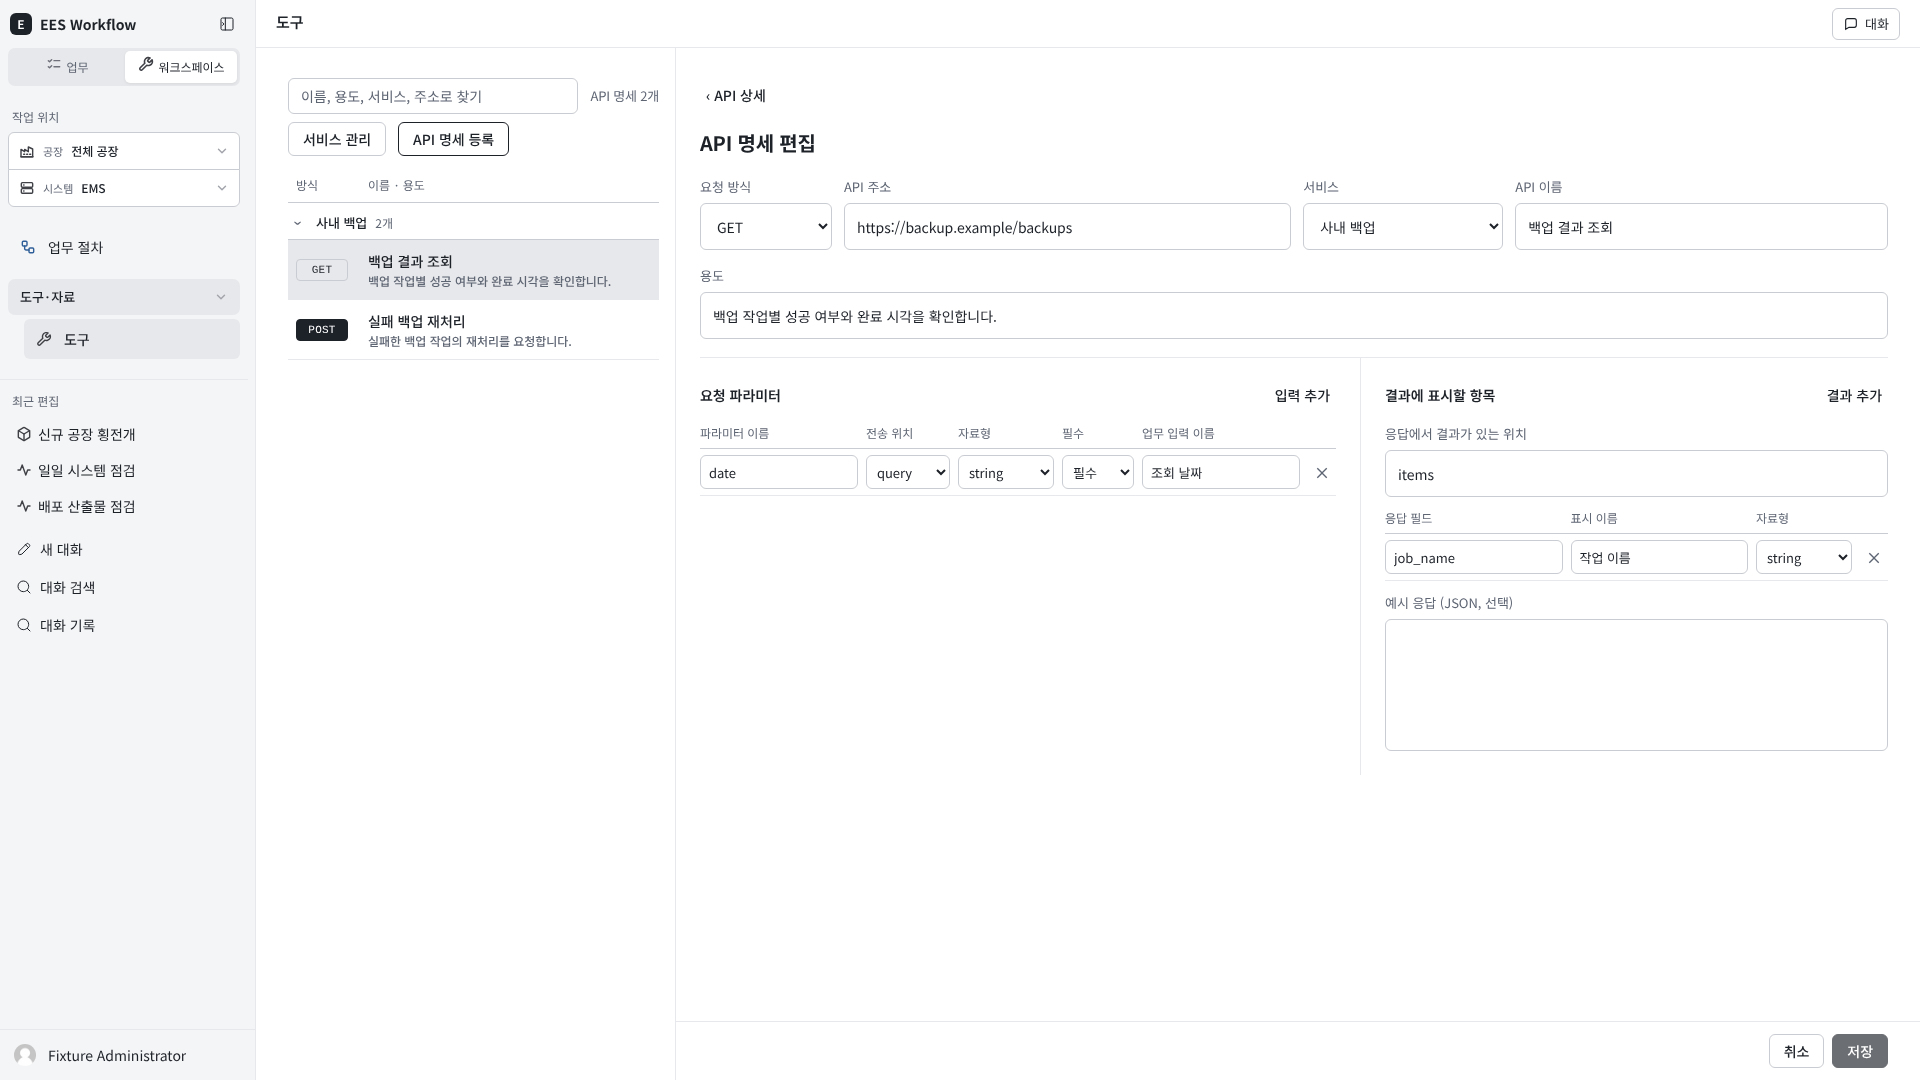 E EES Workflow
업무
워크스페이스
작업 위치
공장 전체 공장
시스템 EMS
업무 절차
도구·자료
도구
최근 편집
신규 공장 횡전개
일일 시스템 점검
배포 산출물 점검
새 대화
대화 검색
대화 기록
Fixture Administrator
도구
대화
이름, 용도, 서비스, 주소로 찾기
API 명세 2개
서비스 관리
API 명세 등록
방식
이름 · 용도
사내 백업 2개
GET
백업 결과 조회
백업 작업별 성공 여부와 완료 시각을 확인합니다.
POST
실패 백업 재처리
실패한 백업 작업의 재처리를 요청합니다.
‹ API 상세
API 명세 편집
요청 방식
API 주소
서비스
API 이름
GET
https://backup.example/backups
사내 백업
백업 결과 조회
용도
백업 작업별 성공 여부와 완료 시각을 확인합니다.
요청 파라미터
입력 추가
파라미터 이름
전송 위치
자료형
필수
업무 입력 이름
date
query
string
필수
조회 날짜
결과에 표시할 항목
결과 추가
응답에서 결과가 있는 위치
items
응답 필드
표시 이름
자료형
job_name
작업 이름
string
예시 응답 (JSON, 선택)
취소
저장